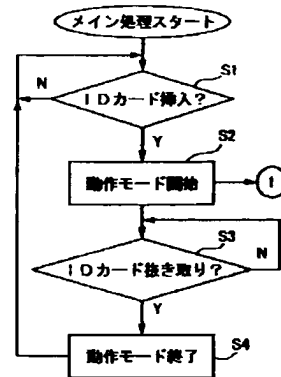 メイン処理スタート
S1
N
IDカード挿入?
Y
S2
動作モード開始
1
S3
N
IDカード抜き取り?
Y
S4
動作モード終了